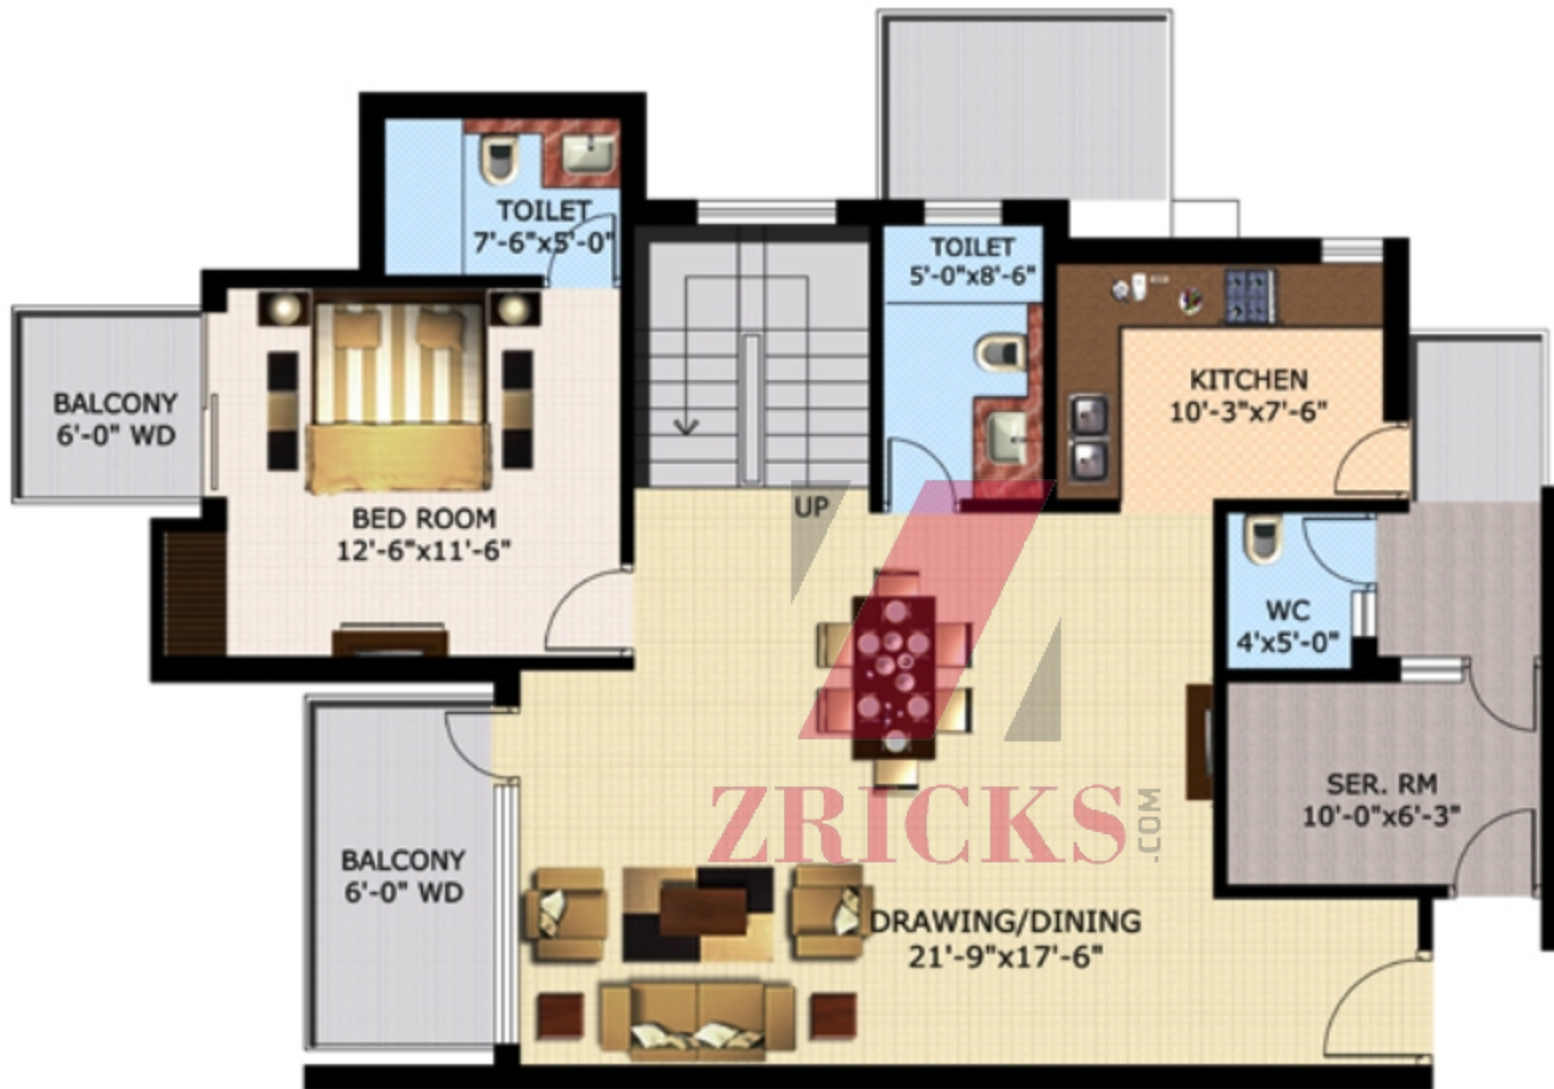 TOILET
7'-6"x5'-0"
TOILET
5'-0"x8'-6"
KITCHEN
10'-3"x7'-6"
BALCONY
6'-0" WD
BED ROOM
12'-6"x11'-6"
UP
WC
4'x5'-0"
SER. RM
10'-0"x6'-3"
ZRICKS.COM
BALCONY
6'-0" WD
DRAWING/DINING
21'-9"x17'-6"